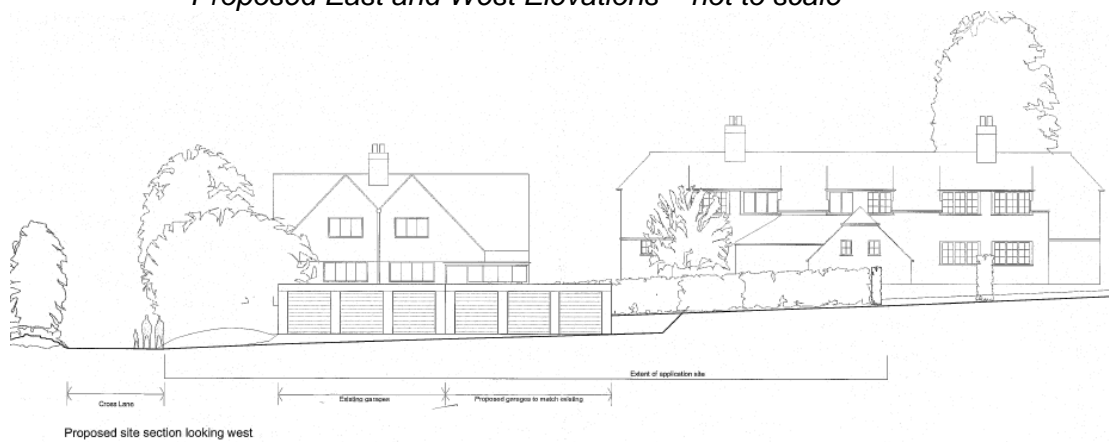 Proposed East and West Elevations – not to scale
Extent of application site
Cross Lane
Existing garages
Proposed garages to match existing
Proposed site section looking west